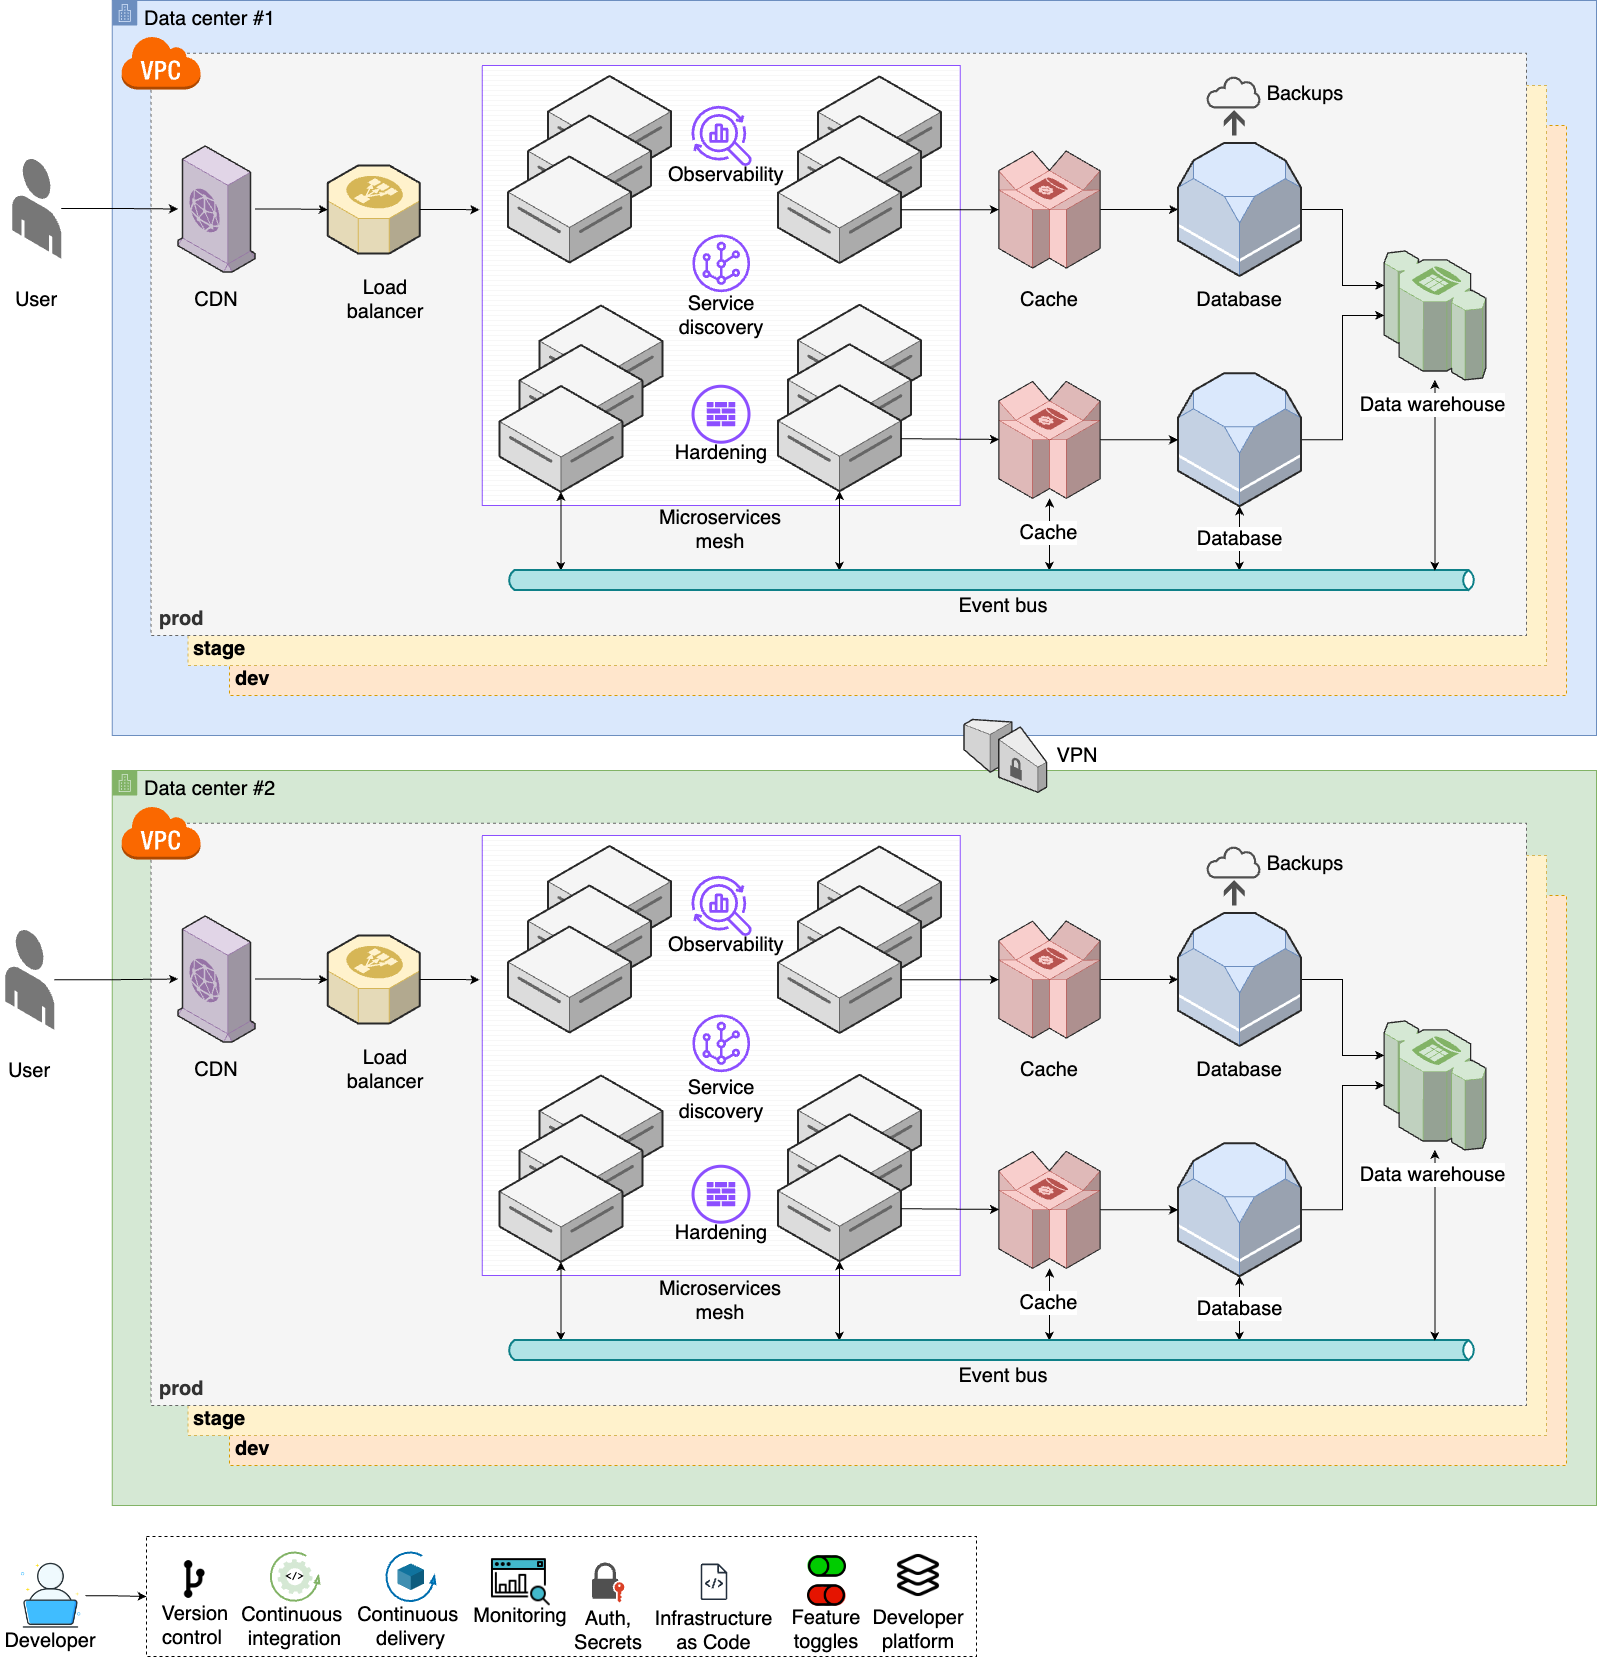 Data center #1
VPC
Backups
Observability
Service
discovery
Hardening
User
CDN
Load
balancer
Cache
Database
Data warehouse
Microservices
mesh
Cache
Database
Event bus
prod
stage
dev
VPN
Data center #2
VPC
Backups
Observability
Service
discovery
Hardening
User
CDN
Load
balancer
Cache
Database
Data warehouse
Microservices
mesh
Cache
Database
Event bus
prod
stage
dev
Developer
Version
control
</>
Continuous
integration
Continuous
delivery
Monitoring
Auth,
Secrets
</>
Infrastructure
as Code
Feature
toggles
Developer
platform